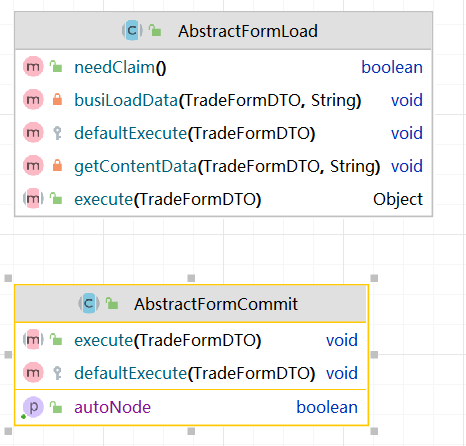 AbstractFormLoad
needClaim() boolean
busiLoadData(TradeFormDTO, String) void
defaultExecute(TradeFormDTO) void
getContentData(TradeFormDTO, String) void
execute(TradeFormDTO) Object
AbstractFormCommit
execute(TradeFormDTO) void
defaultExecute(TradeFormDTO) void
autoNode boolean